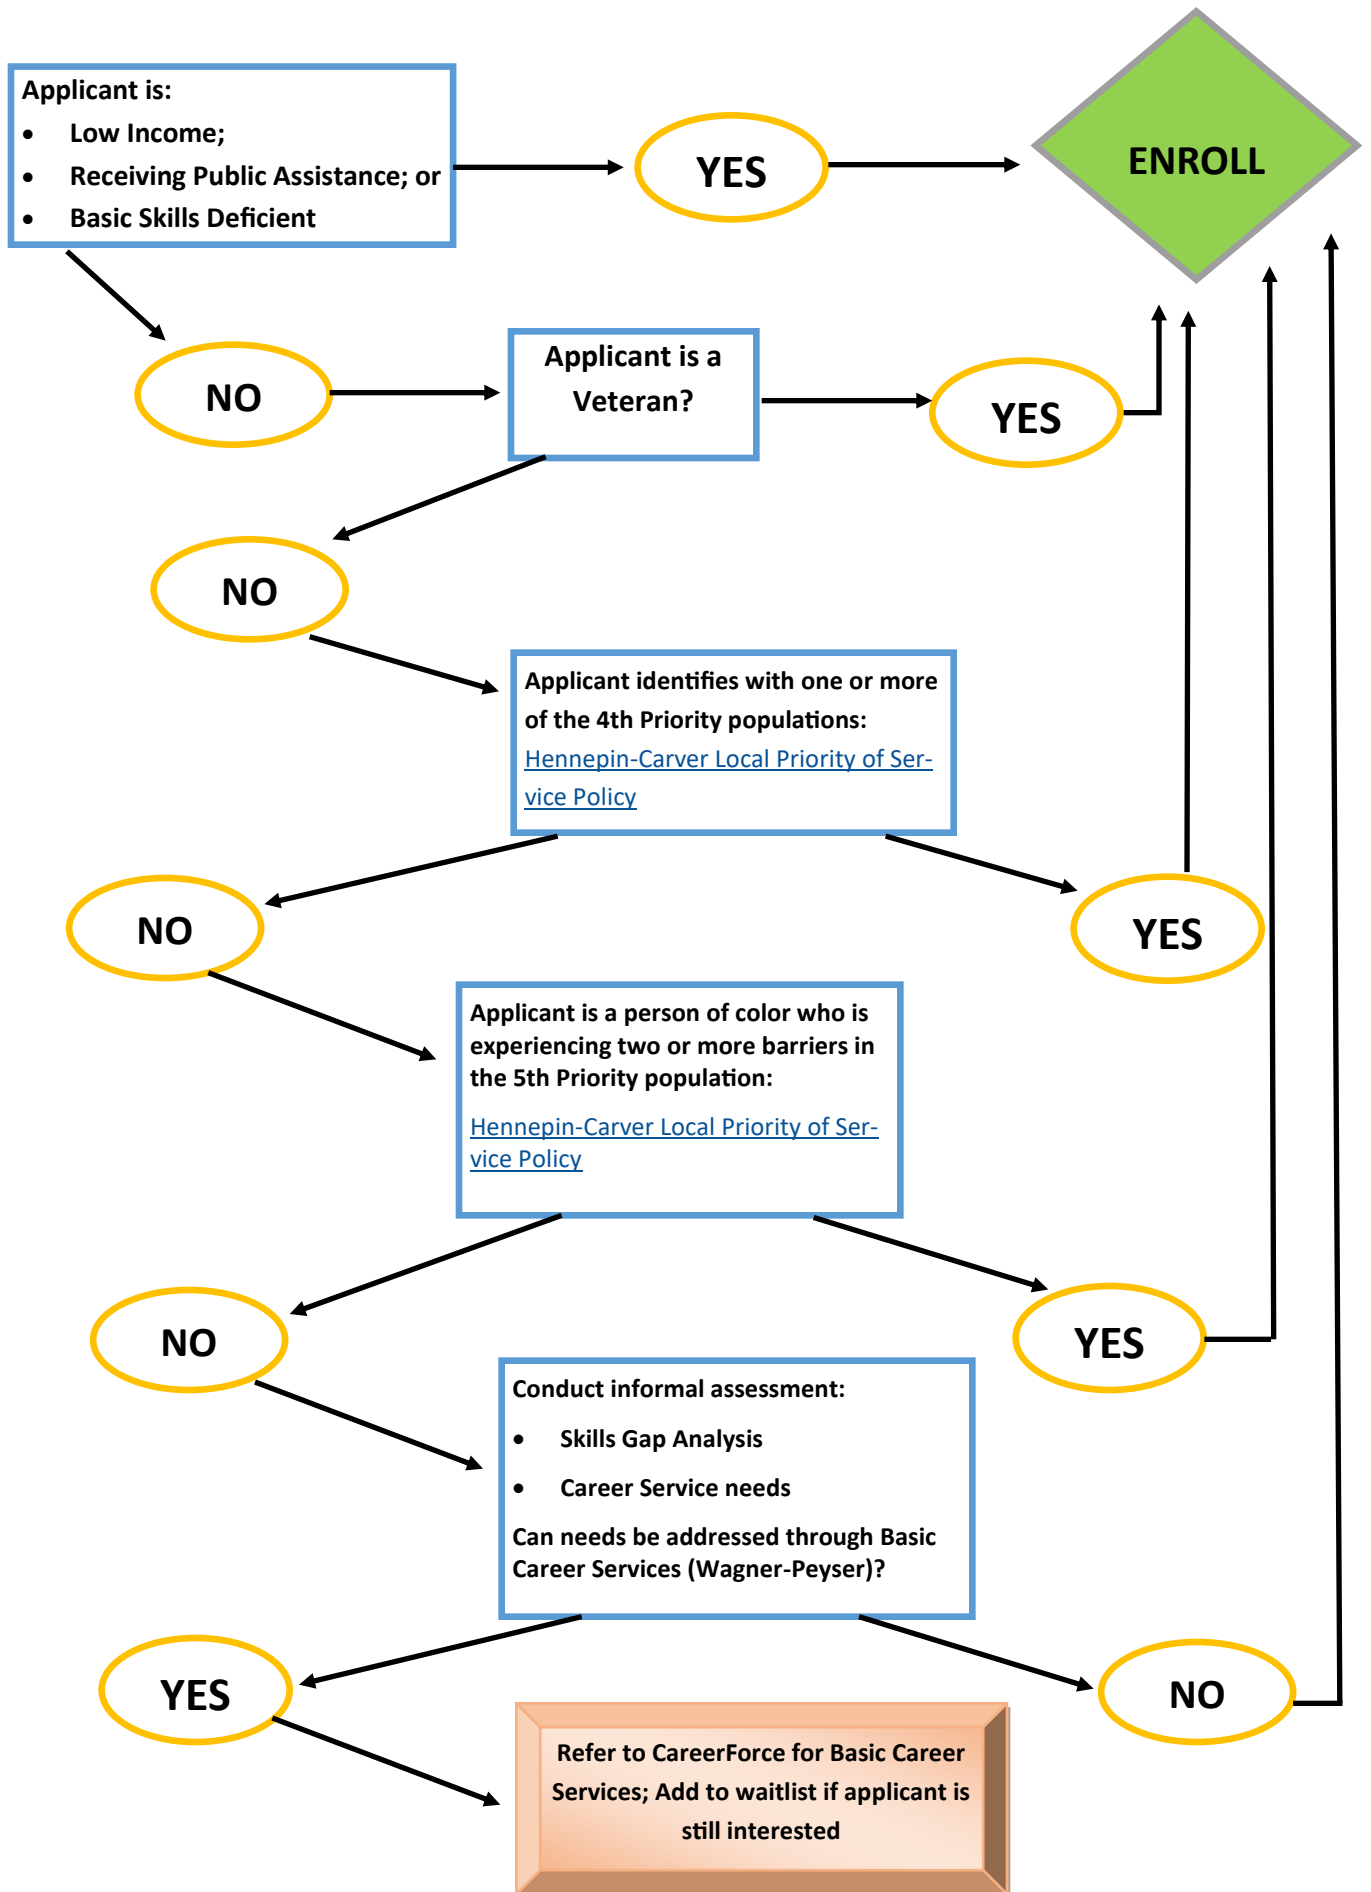 Applicant is:
• Low Income;
• Receiving Public Assistance; or
• Basic Skills Deficient
YES
ENROLL
NO
Applicant is a
Veteran?
YES
NO
Applicant identifies with one or more
of the 4th Priority populations:
Hennepin-Carver Local Priority of Ser-
vice Policy
NO
YES
Applicant is a person of color who is
experiencing two or more barriers in
the 5th Priority population:
Hennepin-Carver Local Priority of Ser-
vice Policy
NO
YES
Conduct informal assessment:
• Skills Gap Analysis
• Career Service needs
Can needs be addressed through Basic
Career Services (Wagner-Peyser)?
YES
NO
Refer to CareerForce for Basic Career
Services; Add to waitlist if applicant is
still interested